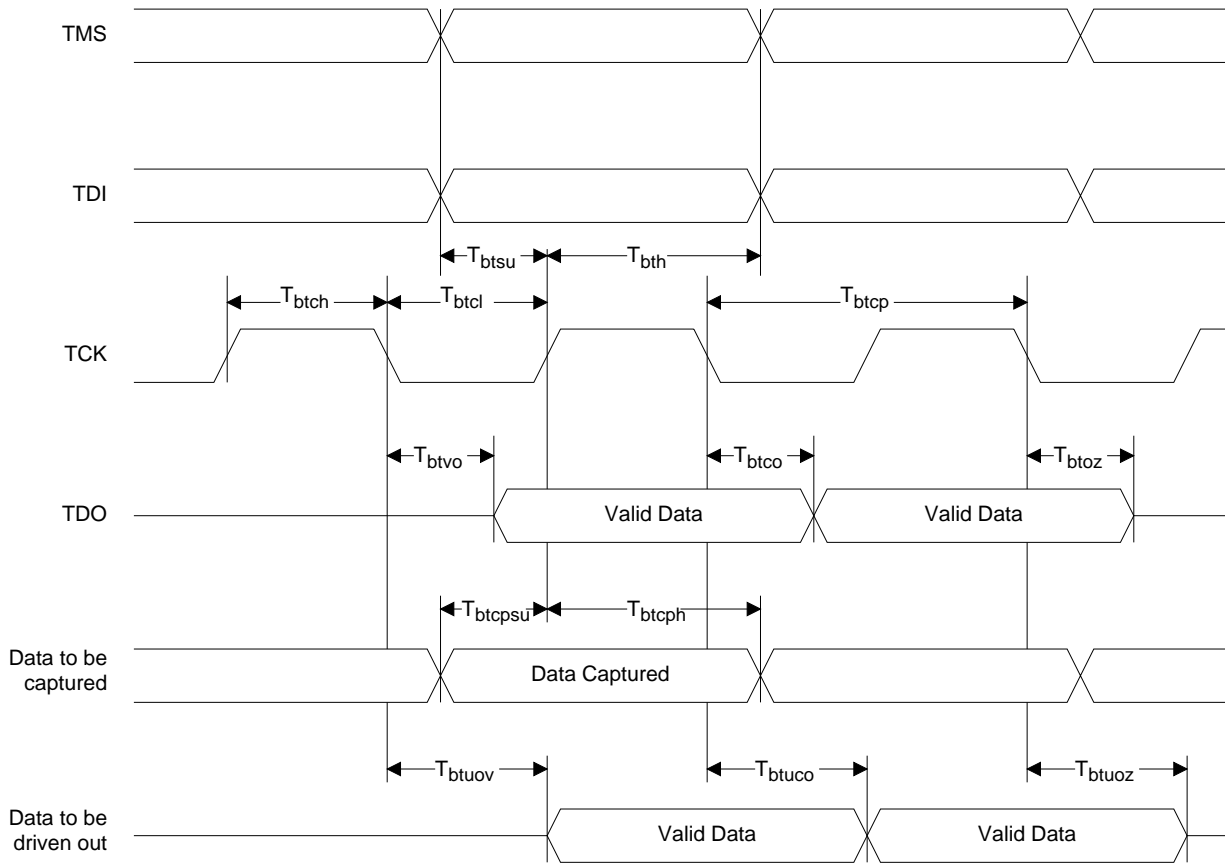 TMS
TDI
Tbtsu
Tbth
Tbtch
Tbtcl
Tbtcp
TCK
Tbtvo
Tbtco
Tbtoz
TDO
Valid Data
Valid Data
Tbtcpsu
Tbtcph
Data to be
captured
Data Captured
Tbtuov
Tbtuco
Tbtuoz
Data to be
driven out
Valid Data
Valid Data